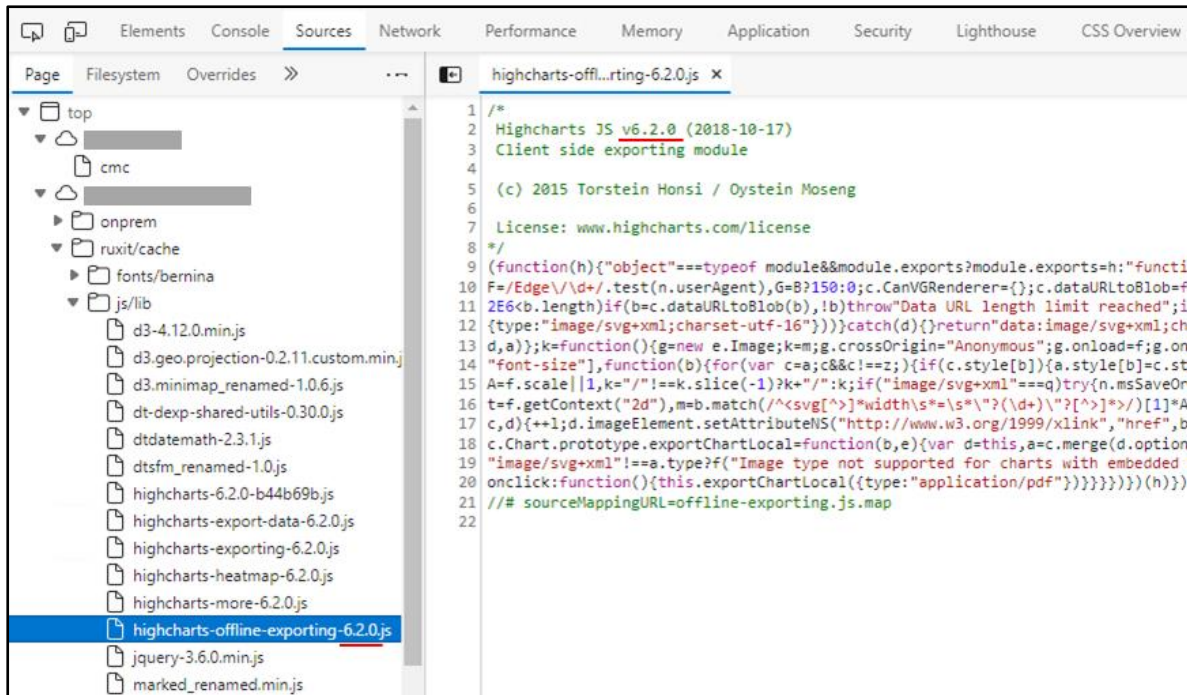 Elements Console Sources Network Performance Memory Application Security Lighthouse CSS Overview
Page Filesystem Overrides
highcharts-offl...rting-6.2.0.js ×
top
cmc
onprem
ruxit/cache
fonts/bernina
js/lib
d3-4.12.0.min.js
d3.geo.projection-0.2.11.custom.min.j
d3.minimap_renamed-1.0.6js
dt-dexp-shared-utils-0.30.0.js
dtdatemath-2.3.1.js
dtsfm_renamed-1.0.js
highcharts-6.2.0-b44b69b.js
highcharts-export-data-6.2.0.js
highcharts-exporting-6.2.0.js
highcharts-heatmap-6.2.0.js
highcharts-more-6.2.0.js
highcharts-offline-exporting-6.2.0.js
jquery-3.6.0.min.js
marked_renamed.min.js
1 /*
2 Highcharts JS v6.2.0 (2018-10-17)
3 Client side exporting module
4
5 (c) 2015 Torstein Honsi / Oystein Moseng
6
7 License: www.highcharts.com/license
8 */
9 (function(h){"object"===typeof module&&module.exports?module.exports=h:"functi
10 F=/Edge\/\d+/.test(n.userAgent),G=B?150:0;c.CanVGRenderer={};c.dataURLtoBlob=f
11 2E6<b.length)if(b=c.dataURLtoBlob(b),!b)throw"Data URL length limit reached";i
12 {type:"image/svg+xml;charset-utf-16"}))}catch(d){}return"data:image/svg+xml;ch
13 d,a)};k=function(){g=new e.Image;k=m;g.crossOrigin="Anonymous";g.onload=f;g.on
14 "font-size"],function(b){for(var c=a;c&&c!==z;){if(c.style[b]){a.style[b]=c.st
15 A=f.scale||1,k="/"!==k.slice(-1)?k+"/":k;if("image/svg+xml"===q)try{n.msSaveOr
16 t=f.getContext("2d"),m=b.match(/^<svg[^>]*width\s*=\s*\"?(\d+)\"?[^>]*>/)[1]*A
17 c,d){++l;d.imageElement.setAttributeNS("http://www.w3.org/1999/xlink","href",b
18 c.Chart.prototype.exportChartLocal=function(b,e){var d=this,a=c.merge(d.option
19 "image/svg+xml"!==a.type?f("Image type not supported for charts with embedded
20 onclick:function(){this.exportChartLocal({type:"application/pdf"})}}}}})})(h)})
21 //# sourceMappingURL=offline-exporting.js.map
22